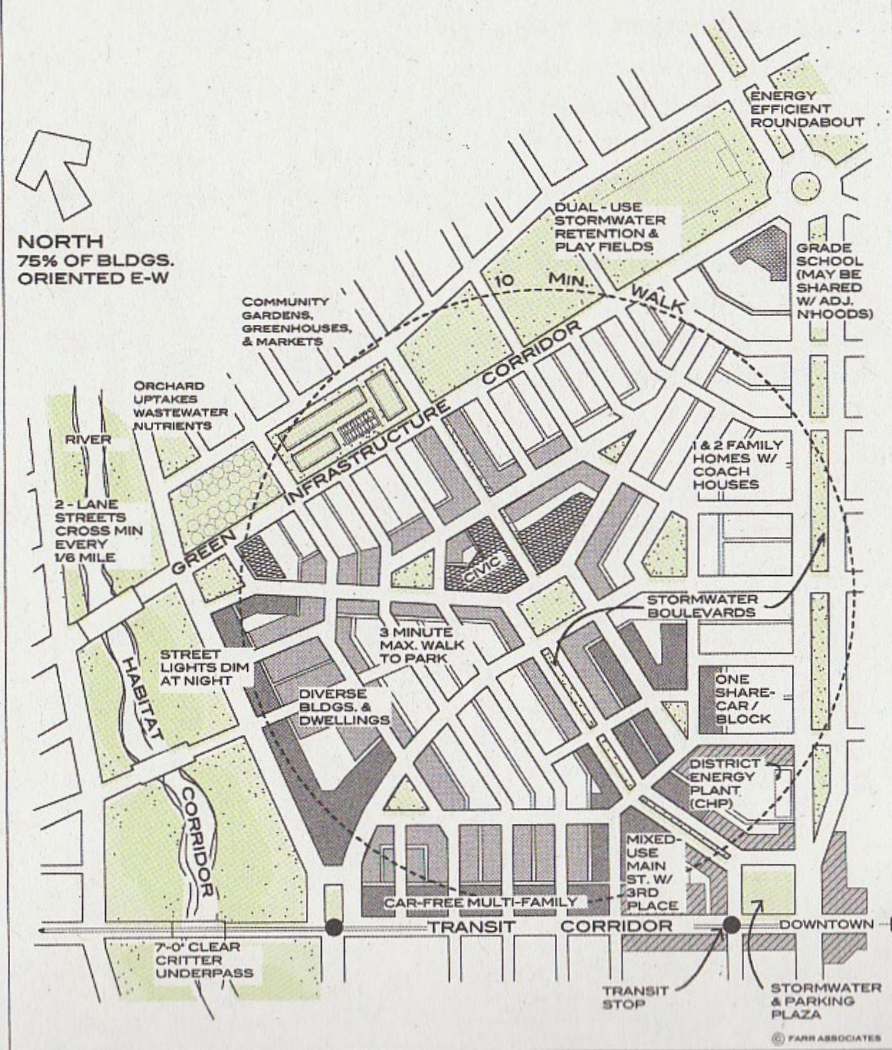 ENERGY
EFFICIENT
ROUNDABOUT
NORTH
75% OF BLDGS.
ORIENTED E-W
DUAL - USE
STORMWATER
RETENTION &
PLAY FIELDS
GRADE
SCHOOL
(MAY BE
SHARED
W/ ADJ.
N'HOODS)
10 MIN. WALK
COMMUNITY
GARDENS,
GREENHOUSES,
& MARKETS
ORCHARD
UPTAKES
WASTEWATER
NUTRIENTS
GREEN INFRASTRUCTURE CORRIDOR
RIVER
2 - LANE
STREETS
CROSS MIN
EVERY
1/6 MILE
1 & 2 FAMILY
HOMES W/
COACH
HOUSES
CIVIC
STORMWATER
BOULEVARDS
3 MINUTE
MAX. WALK
TO PARK
STREET
LIGHTS DIM
AT NIGHT
HABITAT CORRIDOR
DIVERSE
BLDGS. &
DWELLINGS
ONE
SHARE-
CAR /
BLOCK
DISTRICT
ENERGY
PLANT
(CHP)
MIXED-
USE
MAIN
ST. W/
3RD
PLACE
CAR-FREE MULTI-FAMILY
TRANSIT CORRIDOR
DOWNTOWN
7'-0" CLEAR
CRITTER
UNDERPASS
TRANSIT
STOP
STORMWATER
& PARKING
PLAZA
© FARR ASSOCIATES